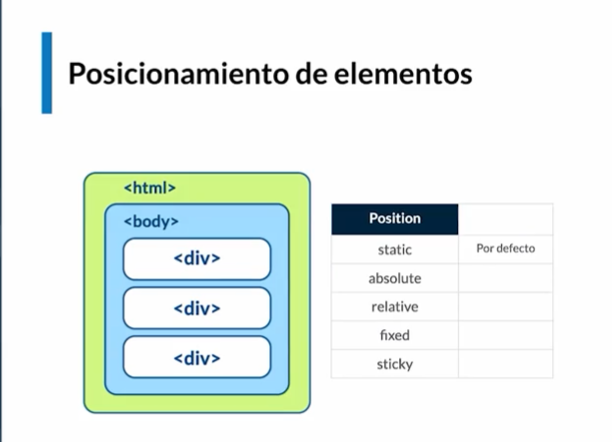 Posicionamiento de elementos
<html>
<body>
<div>
<div>
<div>
Position
static Por defecto
absolute
relative
fixed
sticky